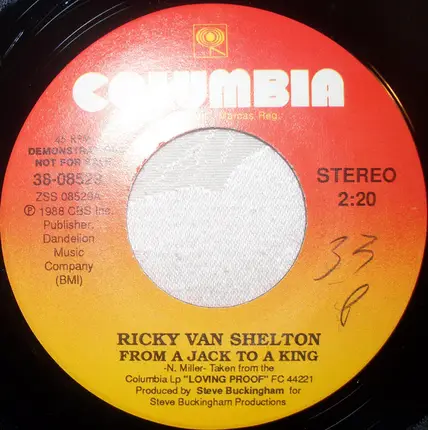 COLUMBIA
Marcas Reg.
45 RPM
DEMONSTRATION
NOT FOR SALE
38-08529
ZSS 08529A
℗ 1988 CBS Inc.
Publisher,
Dandelion
Music
Company
(BMI)
STEREO
2:20
33
RICKY VAN SHELTON
FROM A JACK TO A KING
-N. Miller- Taken from the
Columbia Lp "LOVING PROOF" FC 44221
Produced by Steve Buckingham for
Steve Buckingham Productions